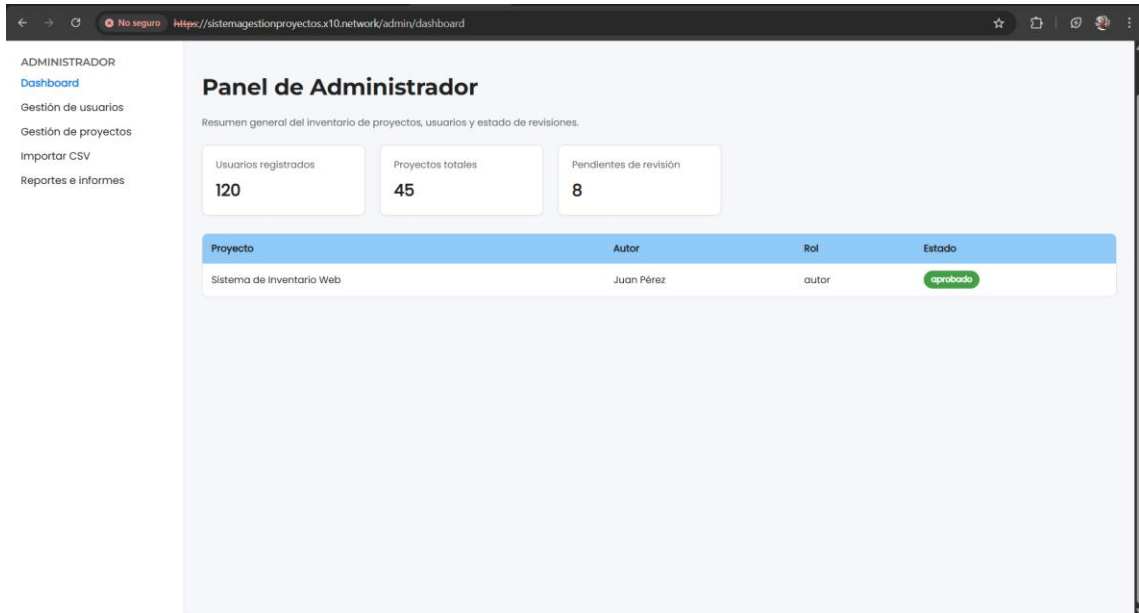 No seguro https://sistemagestionproyectos.x10.network/admin/dashboard
ADMINISTRADOR
Dashboard
Gestión de usuarios
Gestión de proyectos
Importar CSV
Reportes e informes
Panel de Administrador
Resumen general del inventario de proyectos, usuarios y estado de revisiones.
Usuarios registrados Proyectos totales Pendientes de revisión
120 45 8
Proyecto Autor Rol Estado
Sistema de Inventario Web Juan Pérez autor aprobado